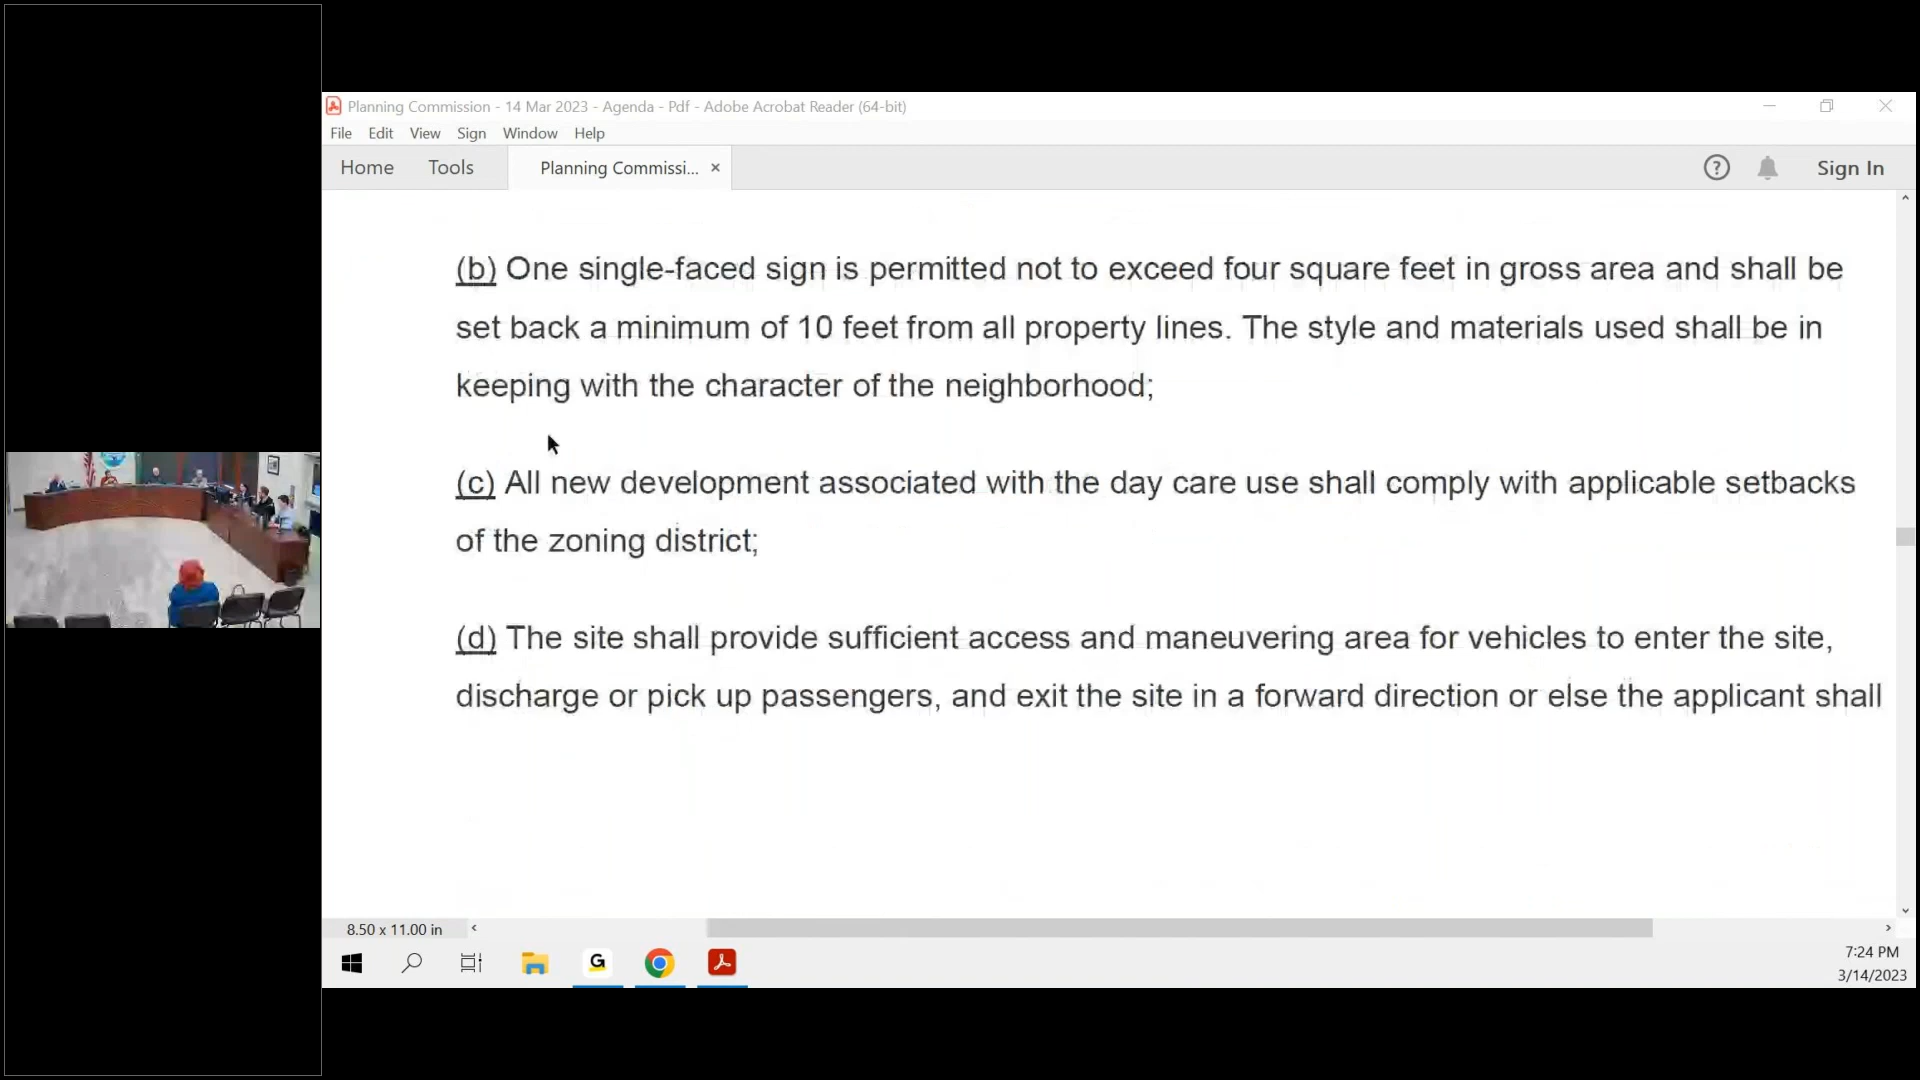 Planning Commission - 14 Mar 2023 - Agenda - Pdf - Adobe Acrobat Reader (64-bit)
File Edit View Sign Window Help
Home Tools Planning Commissi... × ? Sign In
(b) One single-faced sign is permitted not to exceed four square feet in gross area and shall be
set back a minimum of 10 feet from all property lines. The style and materials used shall be in
keeping with the character of the neighborhood;
(c) All new development associated with the day care use shall comply with applicable setbacks
of the zoning district;
(d) The site shall provide sufficient access and maneuvering area for vehicles to enter the site,
discharge or pick up passengers, and exit the site in a forward direction or else the applicant shall
8.50 x 11.00 in
G
7:24 PM
3/14/2023